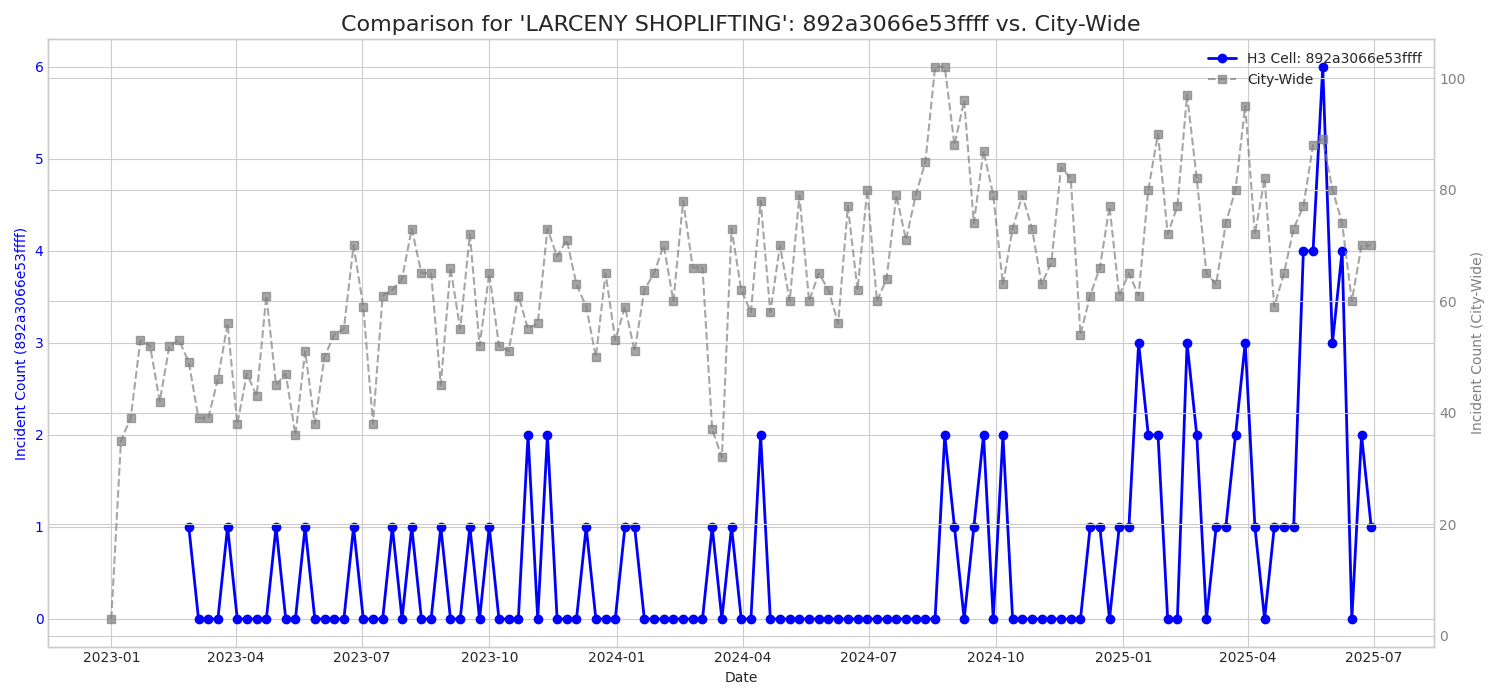 Comparison for 'LARCENY SHOPLIFTING': 892a3066e53ffff vs. City-Wide
H3 Cell: 892a3066e53ffff
City-Wide
Incident Count (892a3066e53ffff)
6
5
4
3
2
1
0
100
80
60
40
20
0
Incident Count (City-Wide)
2023-01 2023-04 2023-07 2023-10 2024-01 2024-04 2024-07 2024-10 2025-01 2025-04 2025-07
Date